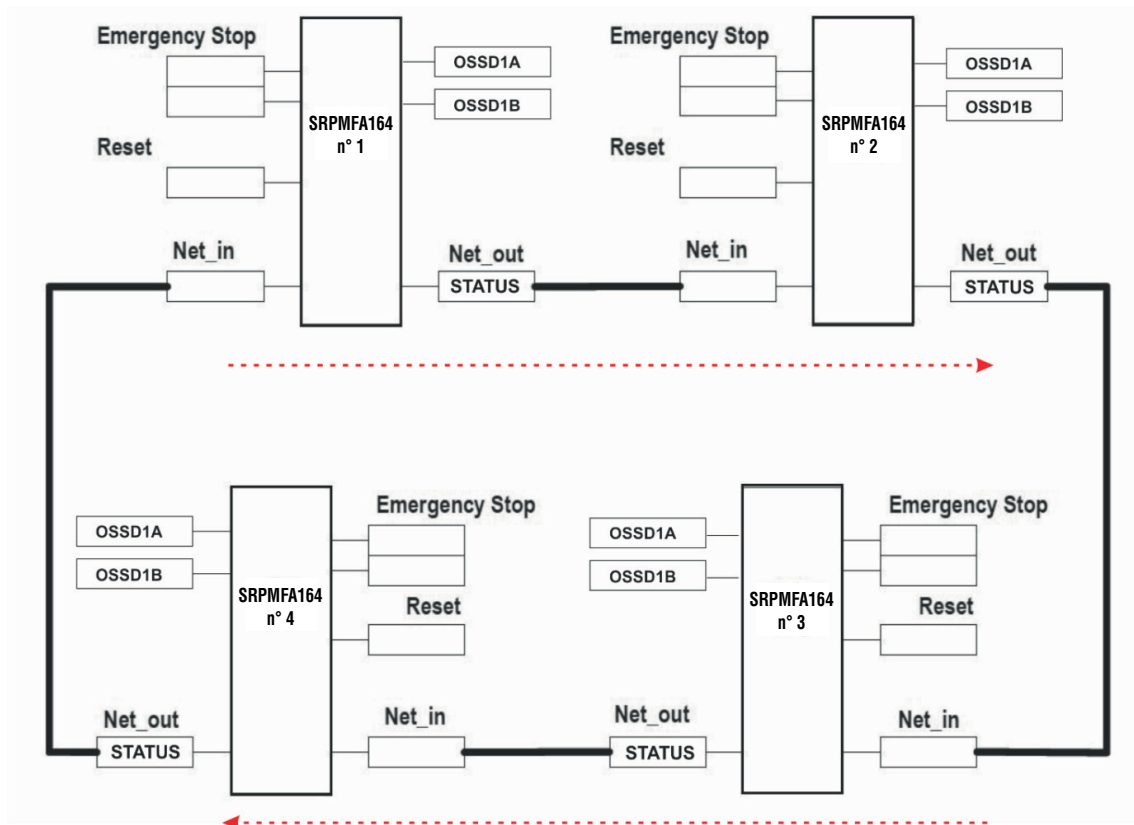 Emergency Stop
OSSD1A
OSSD1B
SRPMFA164
n° 1
Reset
Net_in
Net_out
STATUS
Emergency Stop
OSSD1A
OSSD1B
SRPMFA164
n° 2
Reset
Net_in
Net_out
STATUS
OSSD1A
OSSD1B
Emergency Stop
SRPMFA164
n° 4
Reset
Net_out
STATUS
Net_in
OSSD1A
OSSD1B
Emergency Stop
SRPMFA164
n° 3
Reset
Net_out
STATUS
Net_in